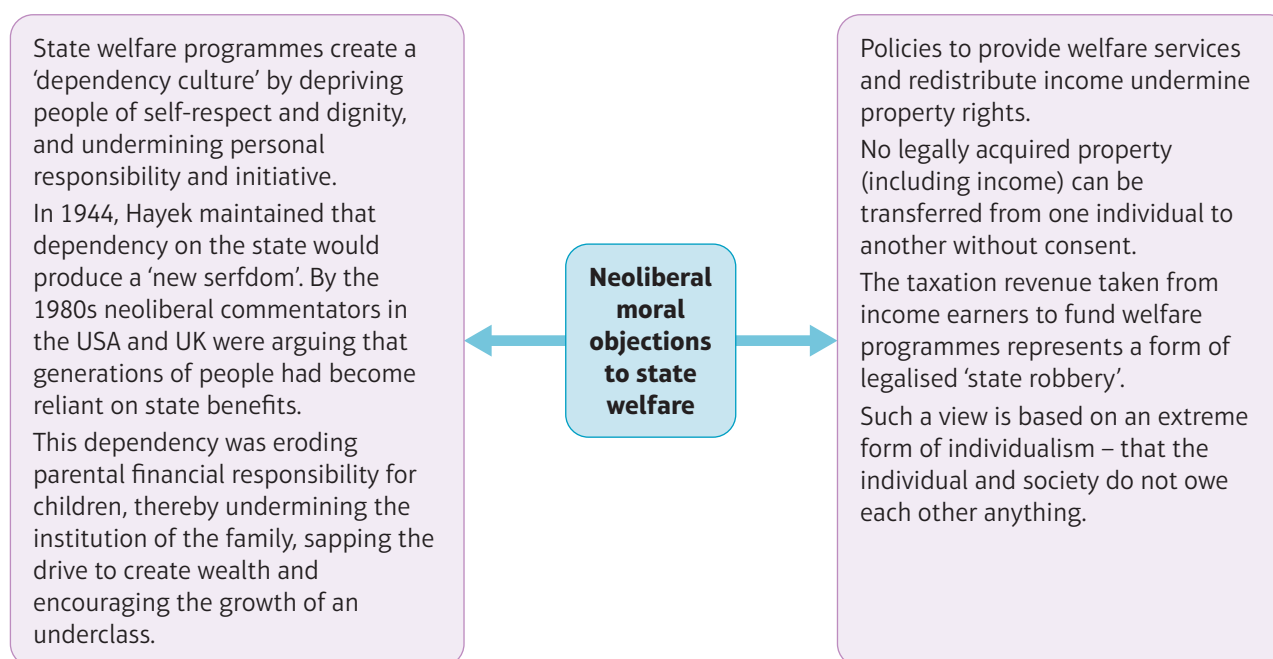 State welfare programmes create a
‘dependency culture’ by depriving
people of self-respect and dignity,
and undermining personal
responsibility and initiative.
In 1944, Hayek maintained that
dependency on the state would
produce a ‘new serfdom’. By the
1980s neoliberal commentators in
the USA and UK were arguing that
generations of people had become
reliant on state benefits.
This dependency was eroding
parental financial responsibility for
children, thereby undermining the
institution of the family, sapping the
drive to create wealth and
encouraging the growth of an
underclass.
Neoliberal
moral
objections
to state
welfare
Policies to provide welfare services
and redistribute income undermine
property rights.
No legally acquired property
(including income) can be
transferred from one individual to
another without consent.
The taxation revenue taken from
income earners to fund welfare
programmes represents a form of
legalised ‘state robbery’.
Such a view is based on an extreme
form of individualism – that the
individual and society do not owe
each other anything.